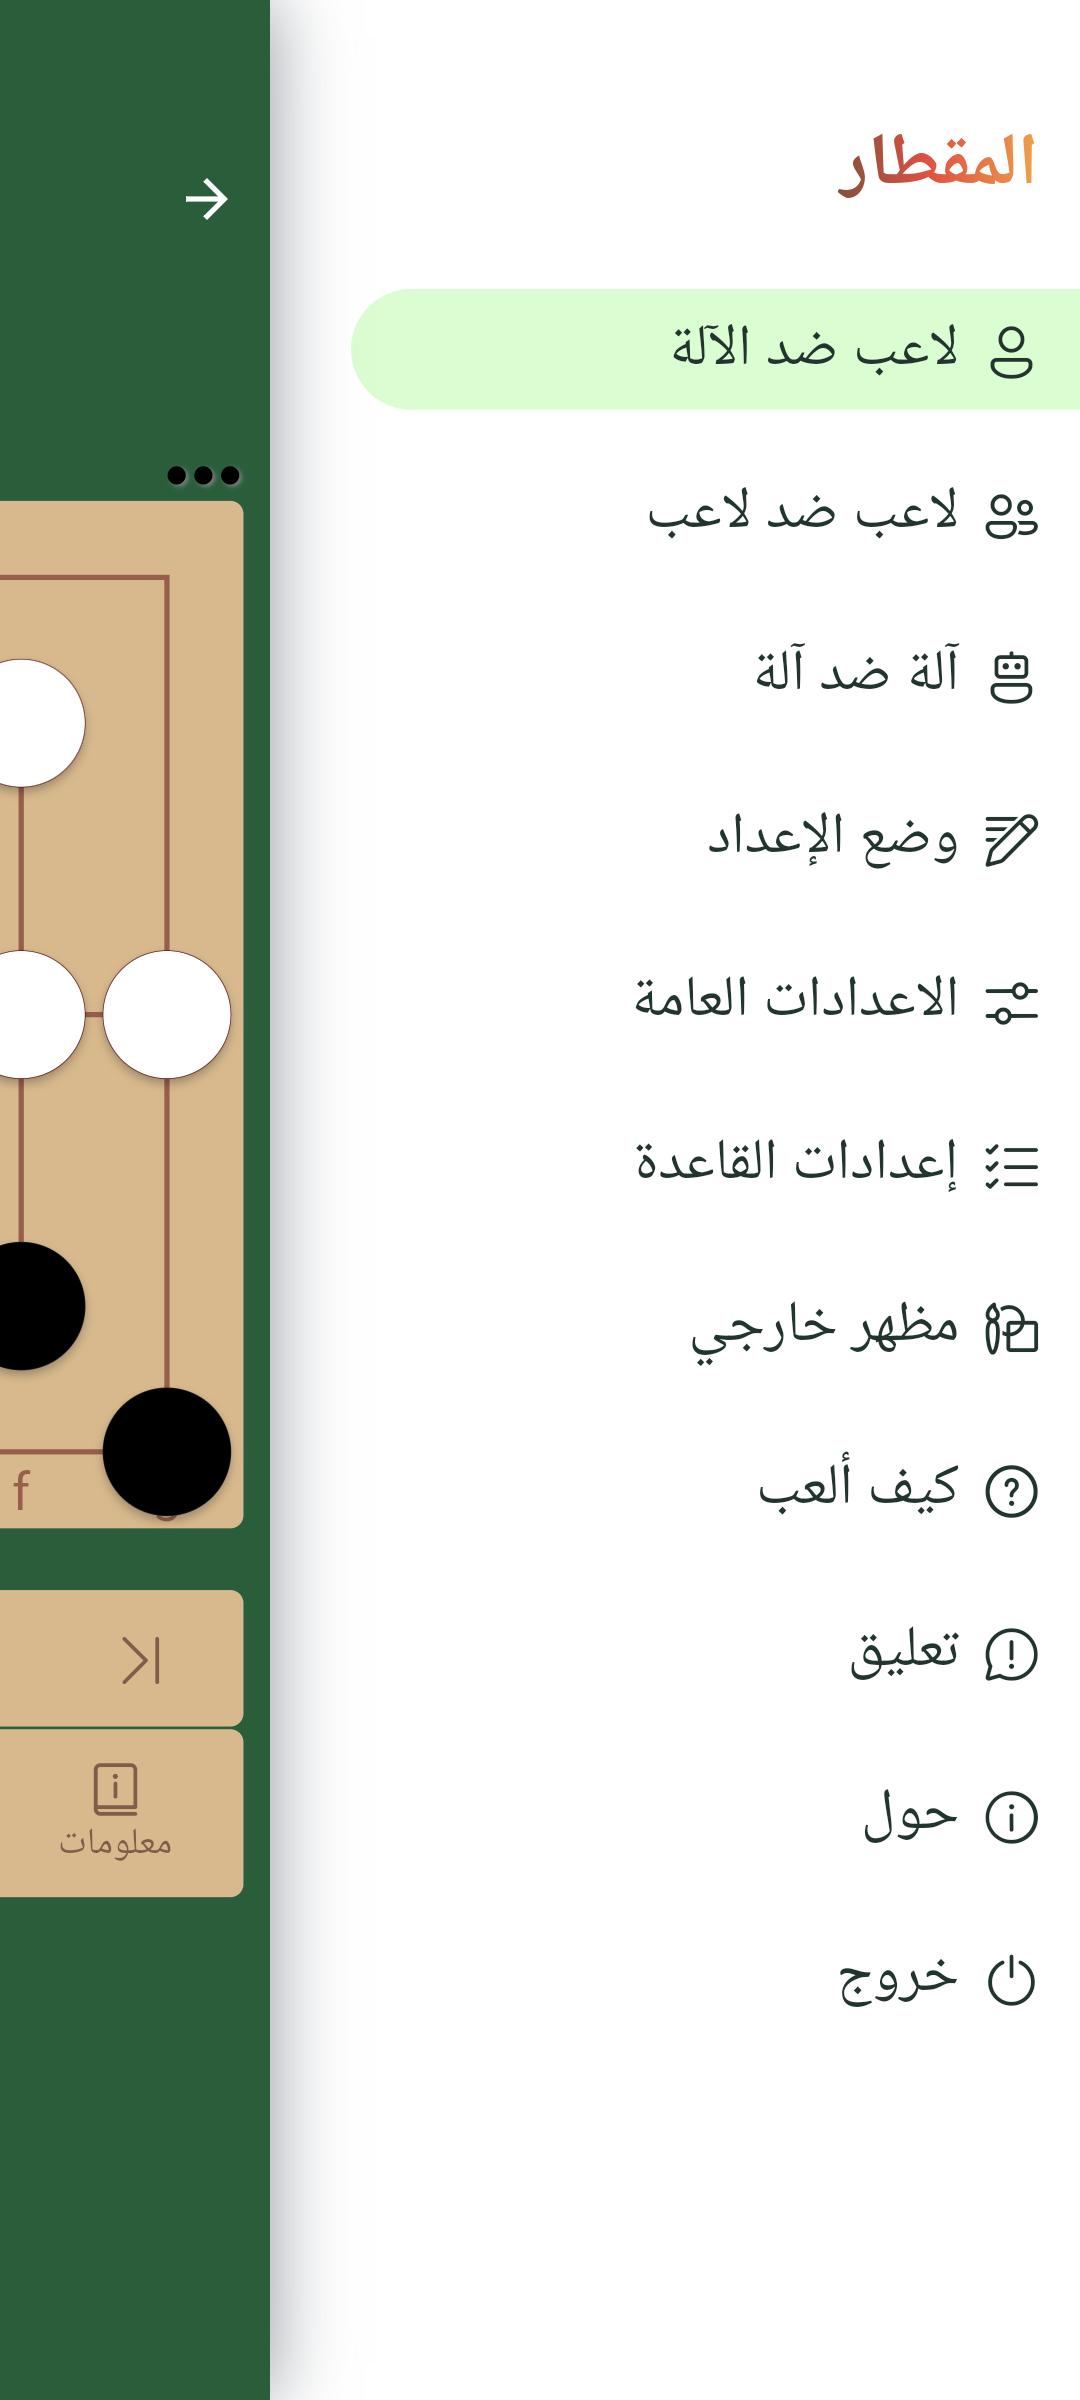 المقطار
لاعب ضد الآلة
لاعب ضد لاعب
آلة ضد آلة
وضع الإعداد
الاعدادات العامة
إعدادات القاعدة
مظهر خارجي
كيف ألعب
تعليق
حول
خروج
f
معلومات